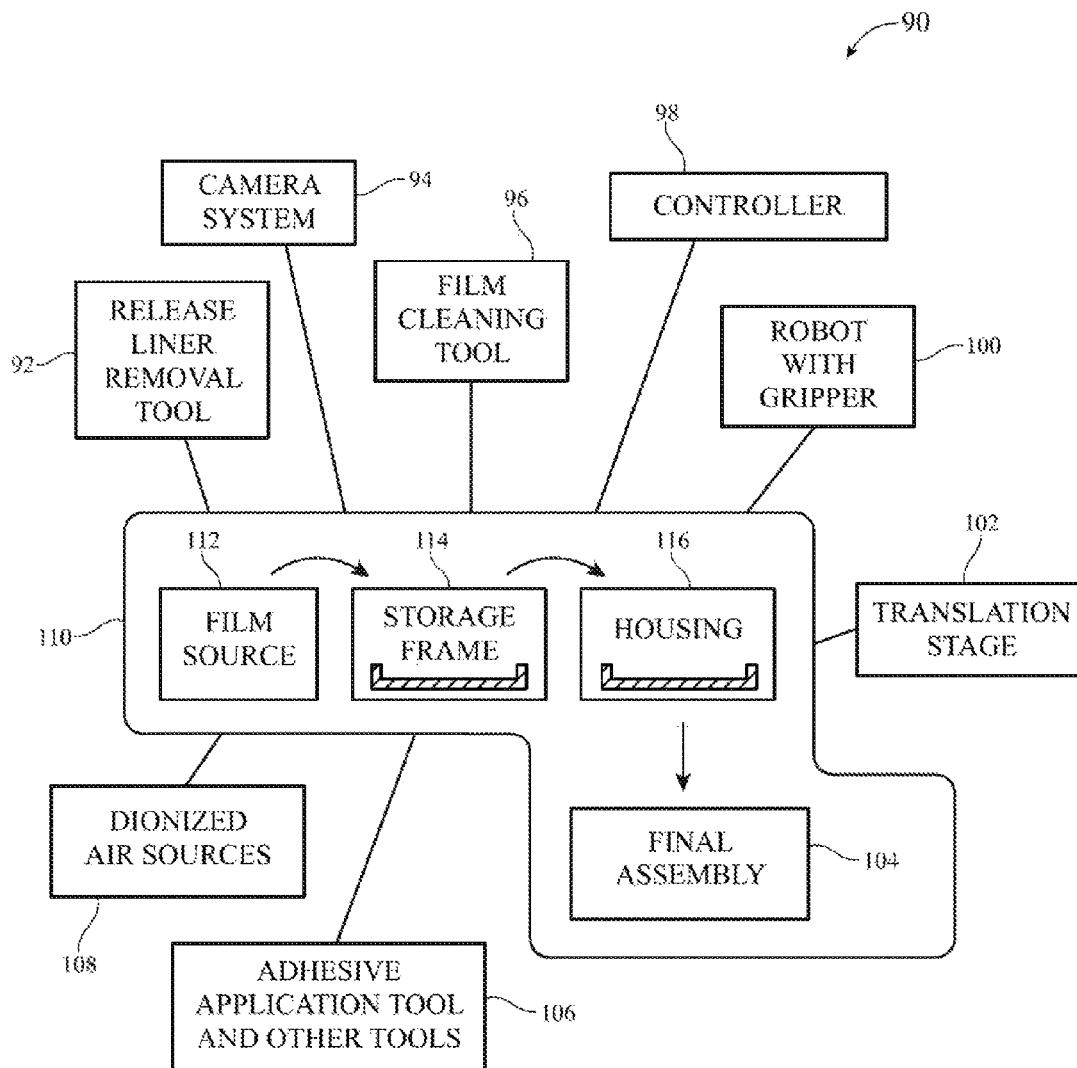 90
98
CAMERA
SYSTEM
94
CONTROLLER
96
FILM
CLEANING
TOOL
RELEASE
LINER
REMOVAL
TOOL
92
ROBOT
WITH
GRIPPER
100
112
114
116
102
FILM
SOURCE
STORAGE
FRAME
HOUSING
TRANSLATION
STAGE
110
DIONIZED
AIR SOURCES
108
FINAL
ASSEMBLY
104
ADHESIVE
APPLICATION TOOL
AND OTHER TOOLS
106